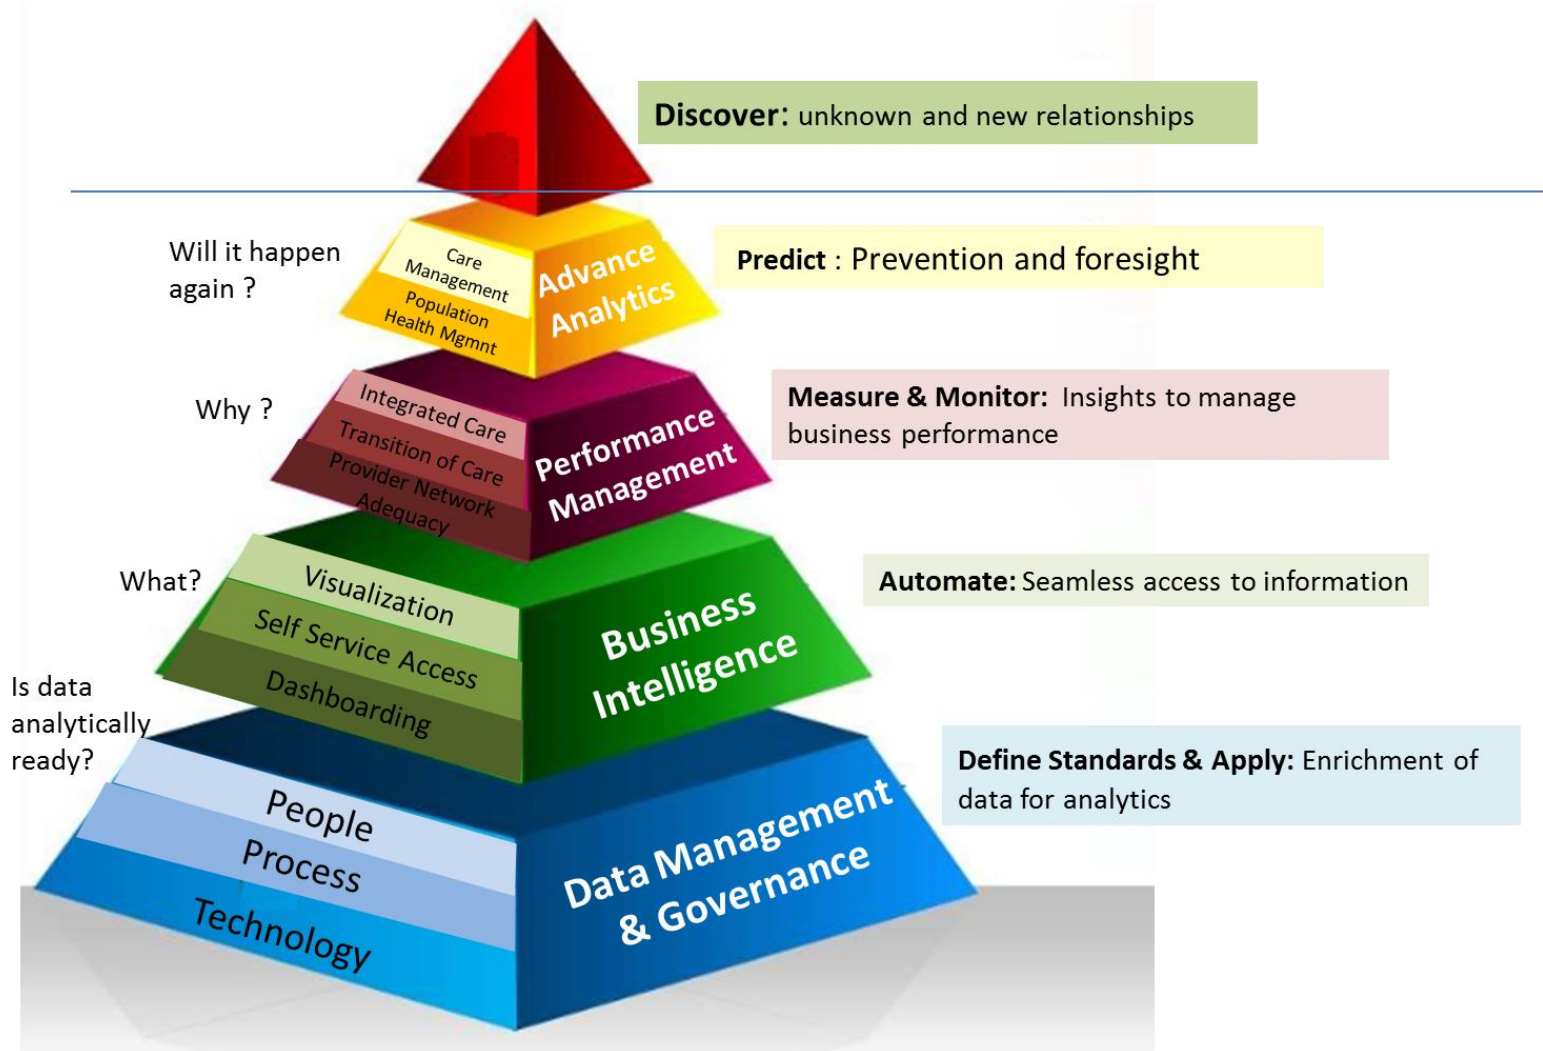 Discover: unknown and new relationships
Will it happen
again ?
Care
Management
Population
Health Mgmnt
Advance
Analytics
Predict : Prevention and foresight
Why ?
Integrated Care
Transition of Care
Provider Network
Adequacy
Performance
Management
Measure & Monitor: Insights to manage
business performance
What?
Visualization
Self Service Access
Dashboarding
Business
Intelligence
Automate: Seamless access to information
Is data
analytically
ready?
People
Process
Technology
Data Management
& Governance
Define Standards & Apply: Enrichment of
data for analytics